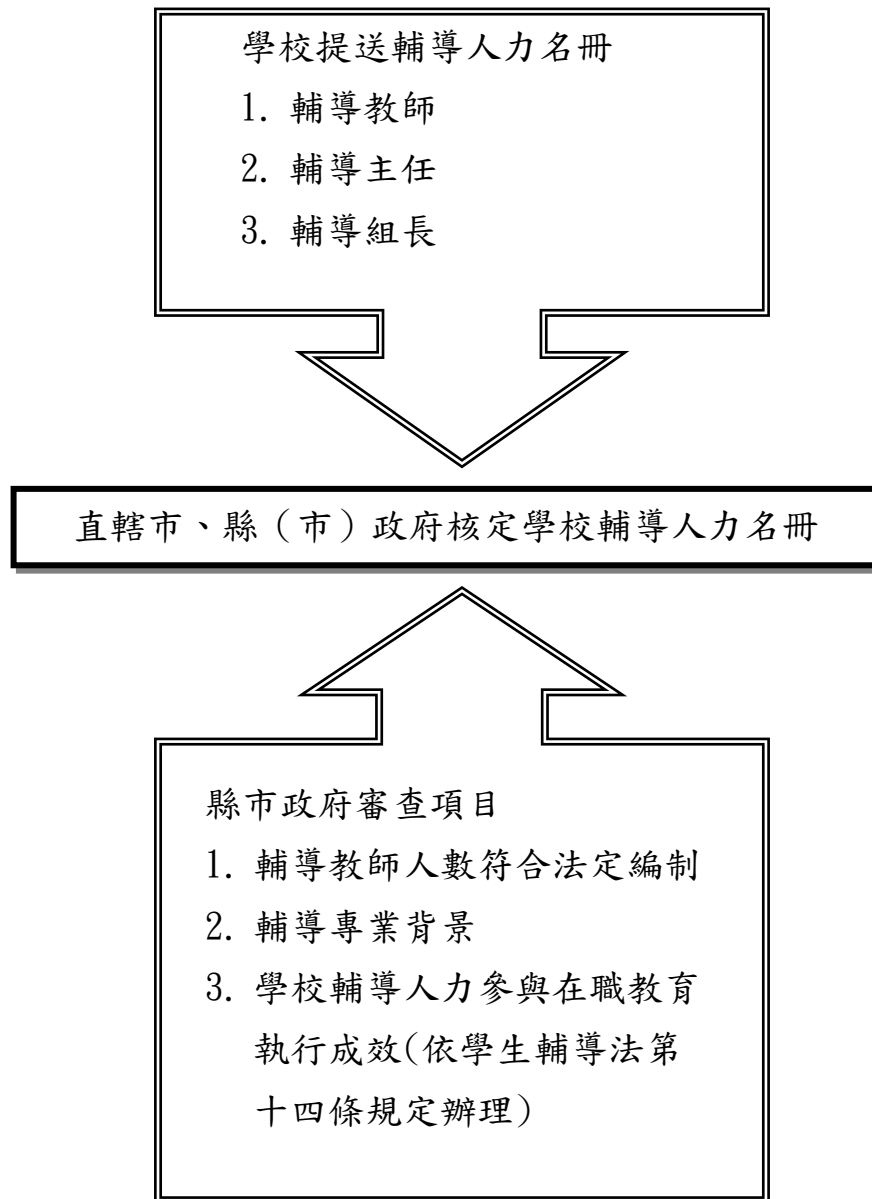 學校提送輔導人力名冊
1. 輔導教師
2. 輔導主任
3. 輔導組長
直轄市、縣（市）政府核定學校輔導人力名冊
縣市政府審查項目
1. 輔導教師人數符合法定編制
2. 輔導專業背景
3. 學校輔導人力參與在職教育
執行成效(依學生輔導法第
十四條規定辦理)